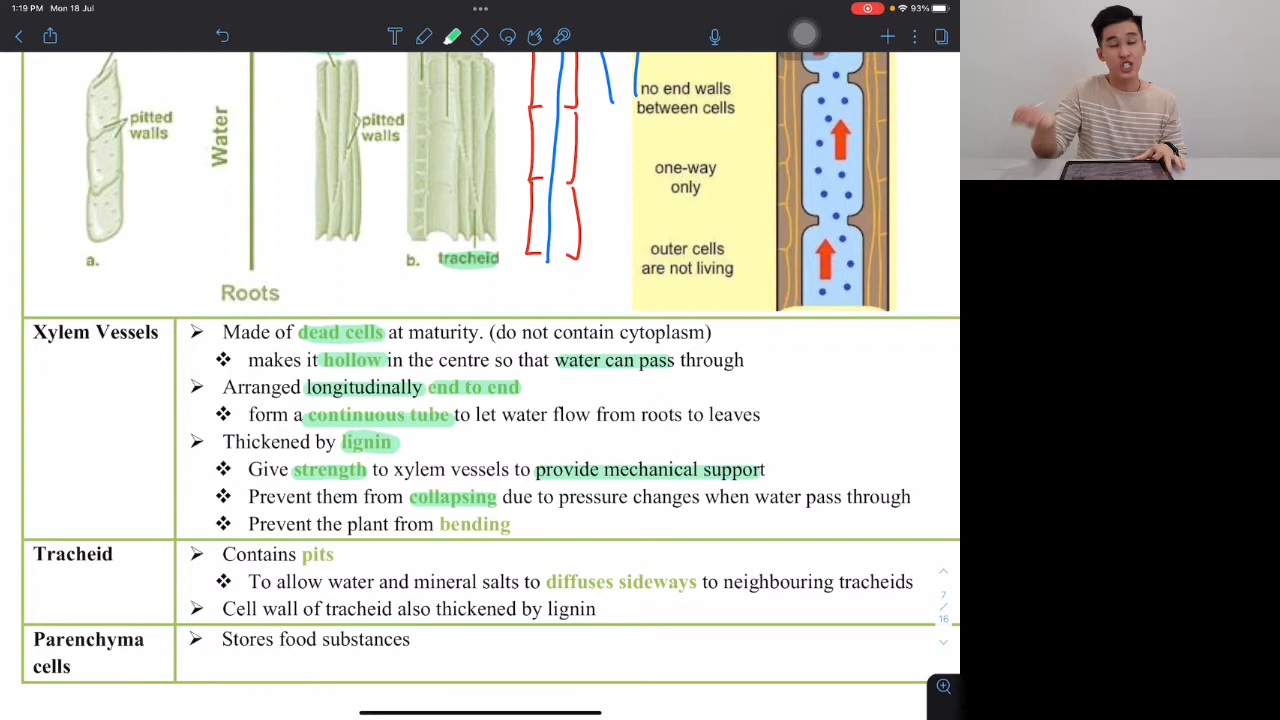 1:19 PM Mon 18 Jul
93%
pitted
walls
Water
a.
Roots
pitted
walls
b. tracheid
no end walls
between cells
one-way
only
outer cells
are not living
Xylem Vessels
➢ Made of dead cells at maturity. (do not contain cytoplasm)
❖ makes it hollow in the centre so that water can pass through
➢ Arranged longitudinally end to end
❖ form a continuous tube to let water flow from roots to leaves
➢ Thickened by lignin
❖ Give strength to xylem vessels to provide mechanical support
❖ Prevent them from collapsing due to pressure changes when water pass through
❖ Prevent the plant from bending
Tracheid
➢ Contains pits
❖ To allow water and mineral salts to diffuses sideways to neighbouring tracheids
➢ Cell wall of tracheid also thickened by lignin
Parenchyma
cells
➢ Stores food substances
7
/
16